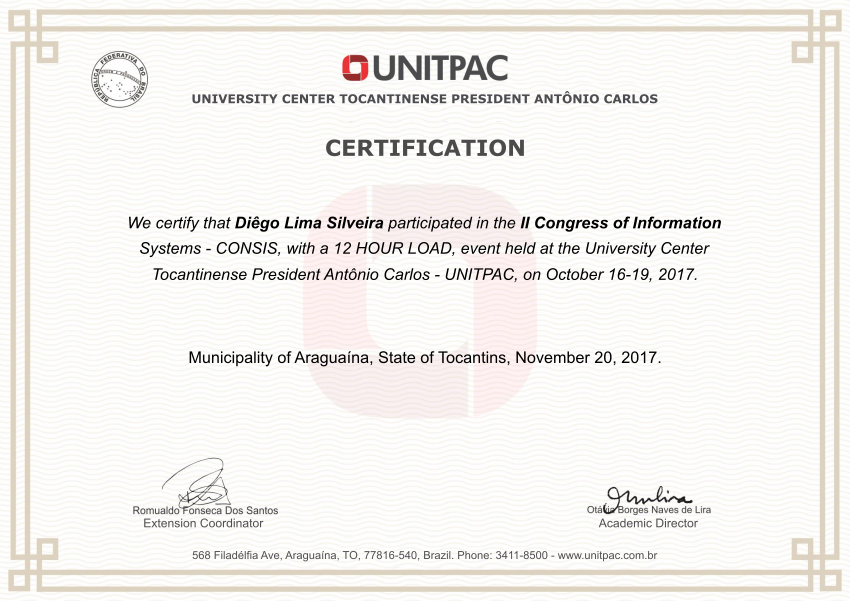 REPÚBLICA FEDERATIVA DO BRASIL
UNITPAC
UNIVERSITY CENTER TOCANTINENSE PRESIDENT ANTÔNIO CARLOS
CERTIFICATION
We certify that Diêgo Lima Silveira participated in the II Congress of Information
Systems - CONSIS, with a 12 HOUR LOAD, event held at the University Center
Tocantinense President Antônio Carlos - UNITPAC, on October 16-19, 2017.
Municipality of Araguaína, State of Tocantins, November 20, 2017.
Romualdo Fonseca Dos Santos
Extension Coordinator
Otávia Borges Naves de Lira
Academic Director
568 Filadélfia Ave, Araguaína, TO, 77816-540, Brazil. Phone: 3411-8500 - www.unitpac.com.br